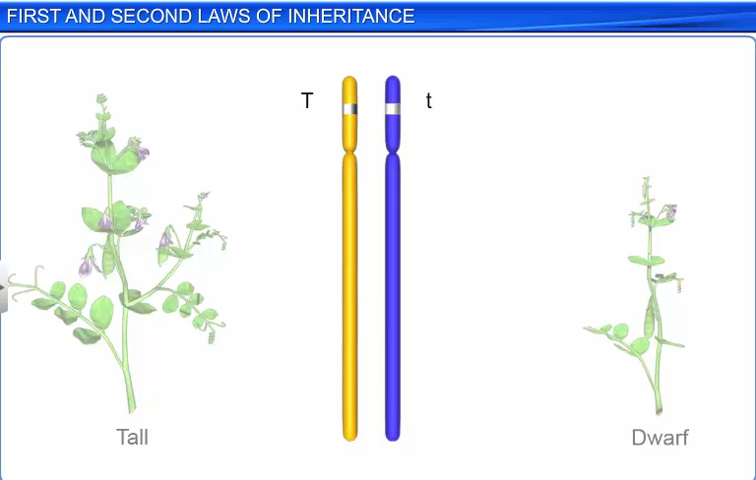 FIRST AND SECOND LAWS OF INHERITANCE
T
t
Tall
Dwarf